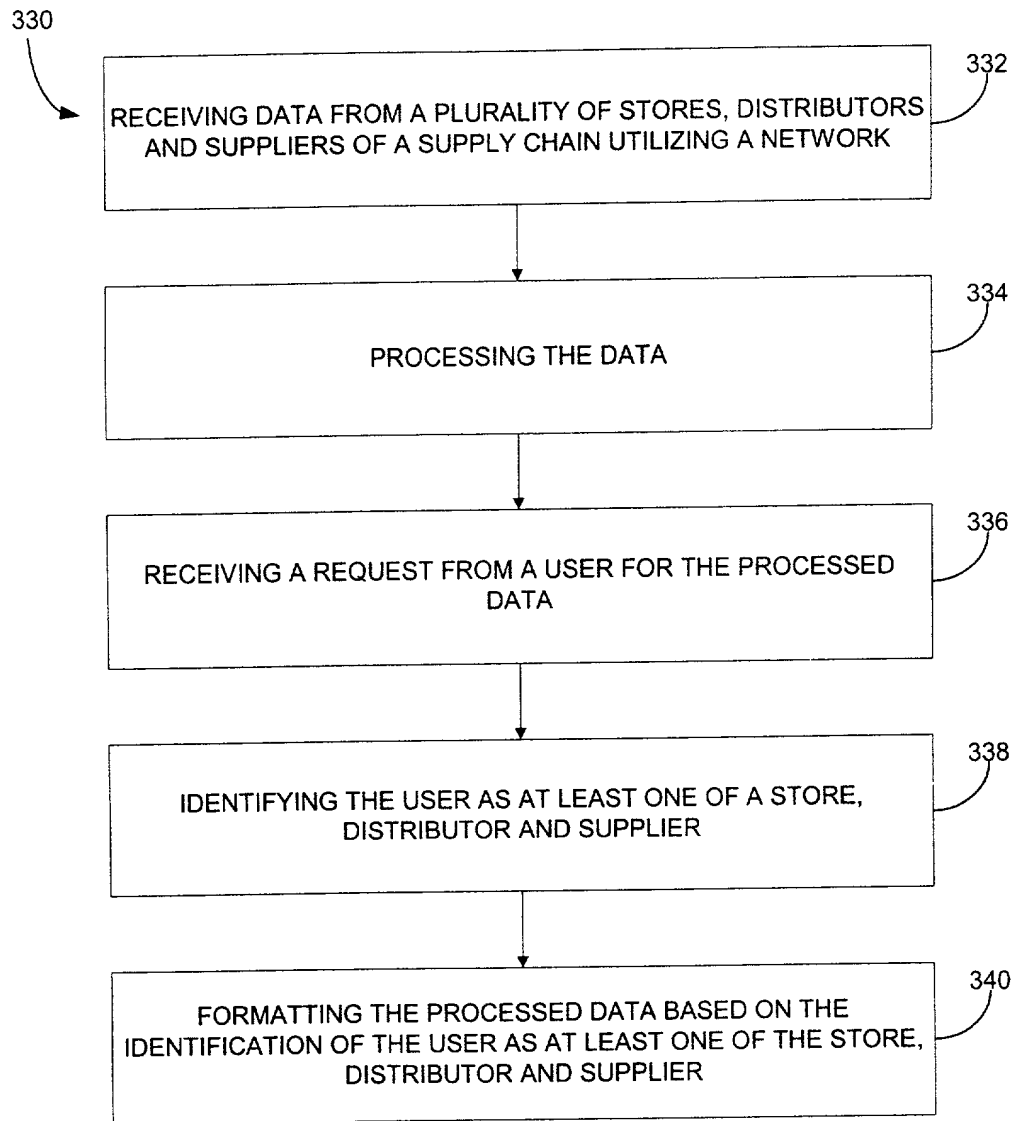 330
332
RECEIVING DATA FROM A PLURALITY OF STORES, DISTRIBUTORS
AND SUPPLIERS OF A SUPPLY CHAIN UTILIZING A NETWORK
334
PROCESSING THE DATA
336
RECEIVING A REQUEST FROM A USER FOR THE PROCESSED
DATA
338
IDENTIFYING THE USER AS AT LEAST ONE OF A STORE,
DISTRIBUTOR AND SUPPLIER
340
FORMATTING THE PROCESSED DATA BASED ON THE
IDENTIFICATION OF THE USER AS AT LEAST ONE OF THE STORE,
DISTRIBUTOR AND SUPPLIER